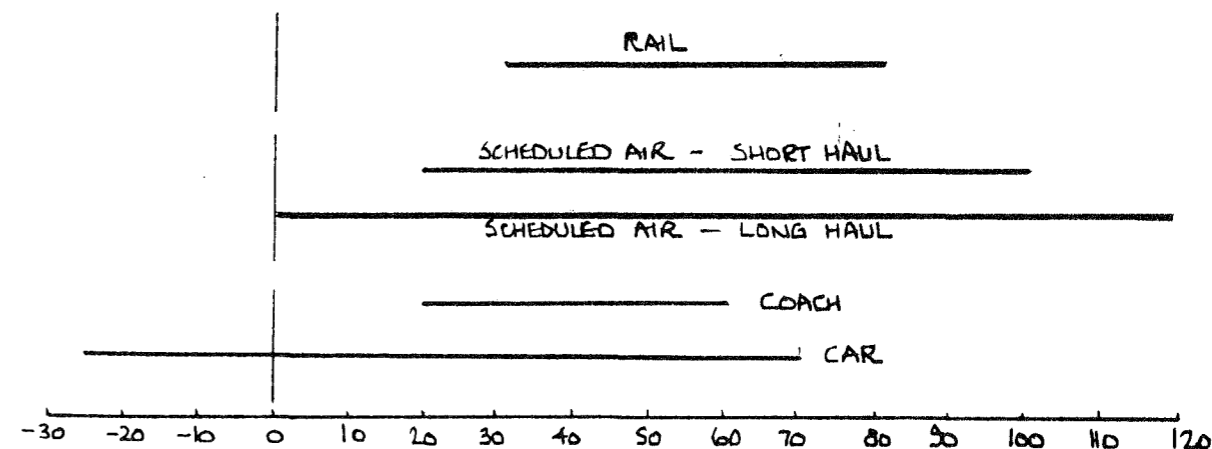 RAIL
SCHEDULED AIR - SHORT HAUL
SCHEDULED AIR - LONG HAUL
COACH
CAR
-30 -20 -10 0 10 20 30 40 50 60 70 80 90 100 110 120